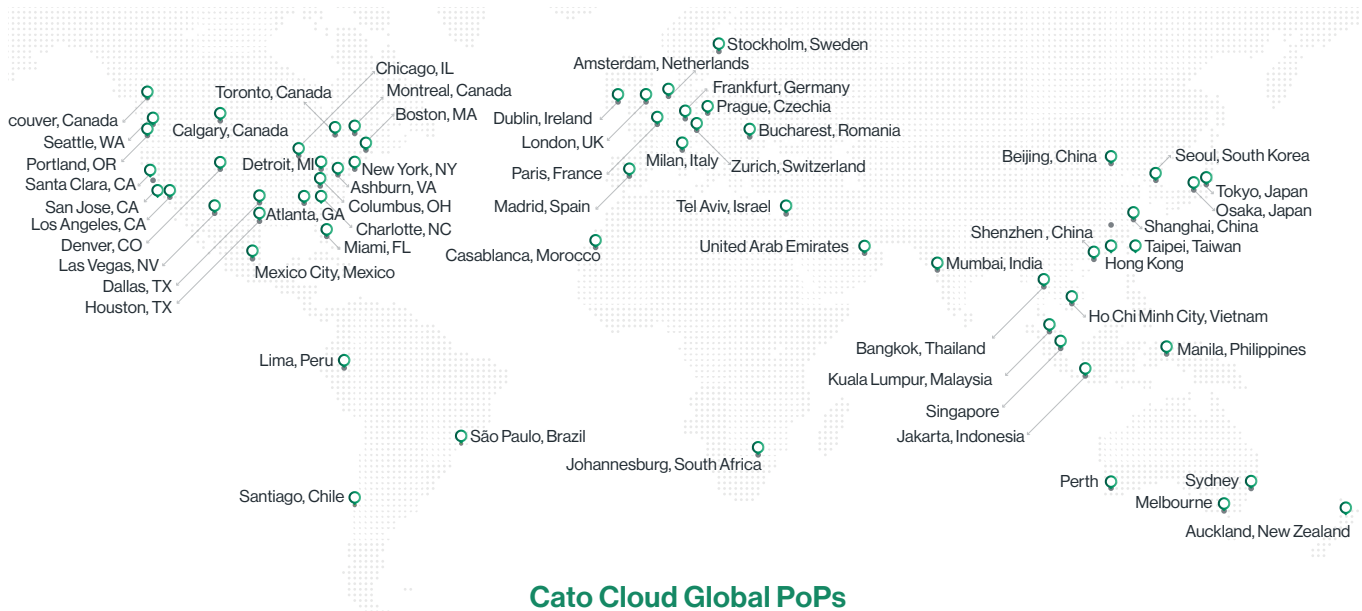 Stockholm, Sweden
Amsterdam, Netherlands
Chicago, IL
Toronto, Canada
Montreal, Canada
Frankfurt, Germany
Boston, MA
Prague, Czechia
couver, Canada
Calgary, Canada
Dublin, Ireland
Bucharest, Romania
Seattle, WA
London, UK
Portland, OR
Detroit, MI
New York, NY
Milan, Italy
Zurich, Switzerland
Beijing, China
Seoul, South Korea
Paris, France
Santa Clara, CA
Ashburn, VA
Tokyo, Japan
San Jose, CA
Columbus, OH
Madrid, Spain
Tel Aviv, Israel
Osaka, Japan
Los Angeles, CA
Atlanta, GA
Charlotte, NC
Shanghai, China
Shenzhen , China
Denver, CO
Miami, FL
United Arab Emirates
Taipei, Taiwan
Casablanca, Morocco
Hong Kong
Las Vegas, NV
Mexico City, Mexico
Mumbai, India
Dallas, TX
Houston, TX
Ho Chi Minh City, Vietnam
Bangkok, Thailand
Manila, Philippines
Lima, Peru
Kuala Lumpur, Malaysia
Singapore
São Paulo, Brazil
Jakarta, Indonesia
Johannesburg, South Africa
Perth
Sydney
Santiago, Chile
Melbourne
Auckland, New Zealand
Cato Cloud Global PoPs